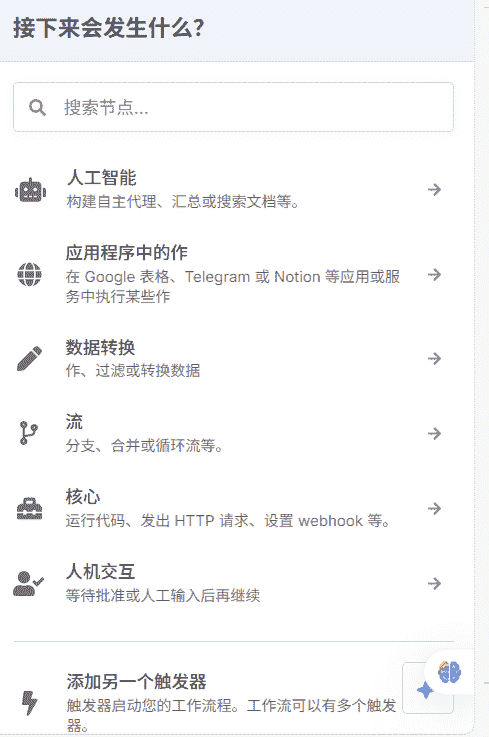 接下来会发生什么?
搜索节点...
人工智能
构建自主代理、汇总或搜索文档等。
应用程序中的作
在 Google 表格、Telegram 或 Notion 等应用或服
务中执行某些作
数据转换
作、过滤或转换数据
流
分支、合并或循环流等。
核心
运行代码、发出 HTTP 请求、设置 webhook 等。
人机交互
等待批准或人工输入后再继续
添加另一个触发器
触发器启动您的工作流程。工作流可以有多个触发
器。